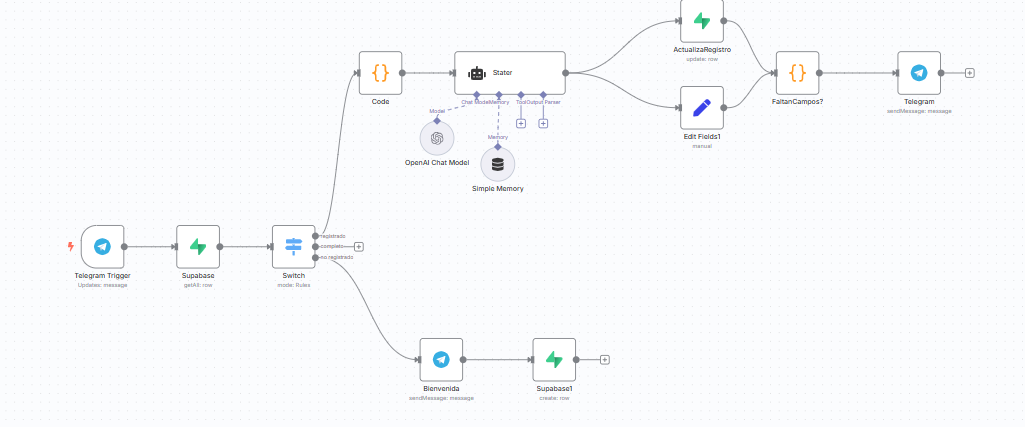 ActualizaRegistro
update: row
Code
Stater
Chat Model
Memory
Tool
Output Parser
FaltanCampos?
Telegram
sendMessage: message
Model
OpenAI Chat Model
Memory
Simple Memory
Edit Fields1
manual
Telegram Trigger
Updates: message
Supabase
getAll: row
Switch
mode: Rules
registrado
completo
no registrado
Bienvenida
sendMessage: message
Supabase1
create: row